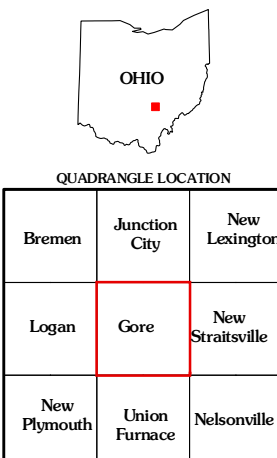 OHIO
QUADRANGLE LOCATION
Bremen
Junction
City
New
Lexington
Logan
Gore
New
Straitsville
New
Plymouth
Union
Furnace
Nelsonville